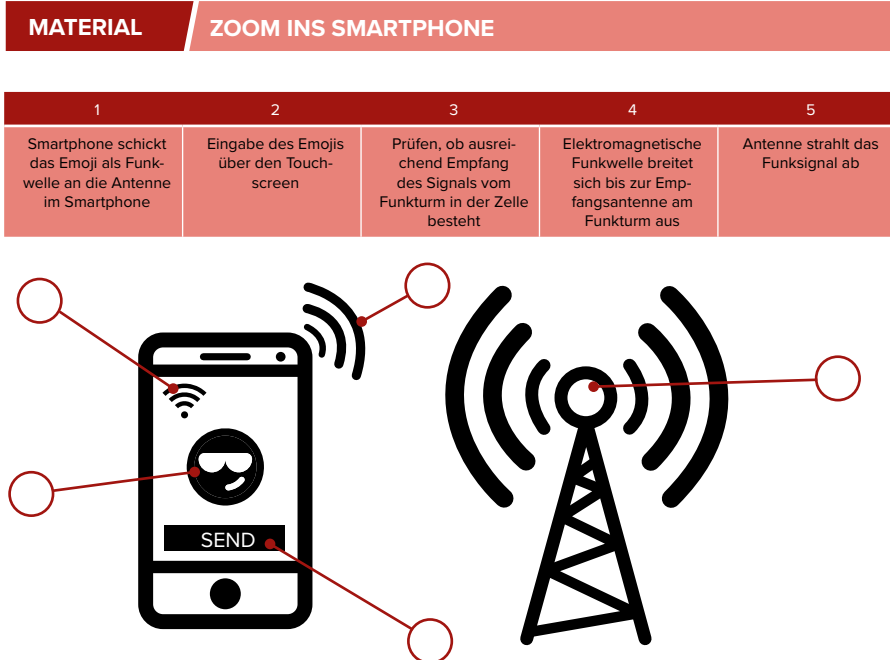 MATERIAL ZOOM INS SMARTPHONE
1 2 3 4 5
Smartphone schickt
das Emoji als Funk-
welle an die Antenne
im Smartphone
Eingabe des Emojis
über den Touch-
screen
Prüfen, ob ausrei-
chend Empfang
des Signals vom
Funkturm in der Zelle
besteht
Elektromagnetische
Funkwelle breitet
sich bis zur Emp-
fangsantenne am
Funkturm aus
Antenne strahlt das
Funksignal ab
SEND